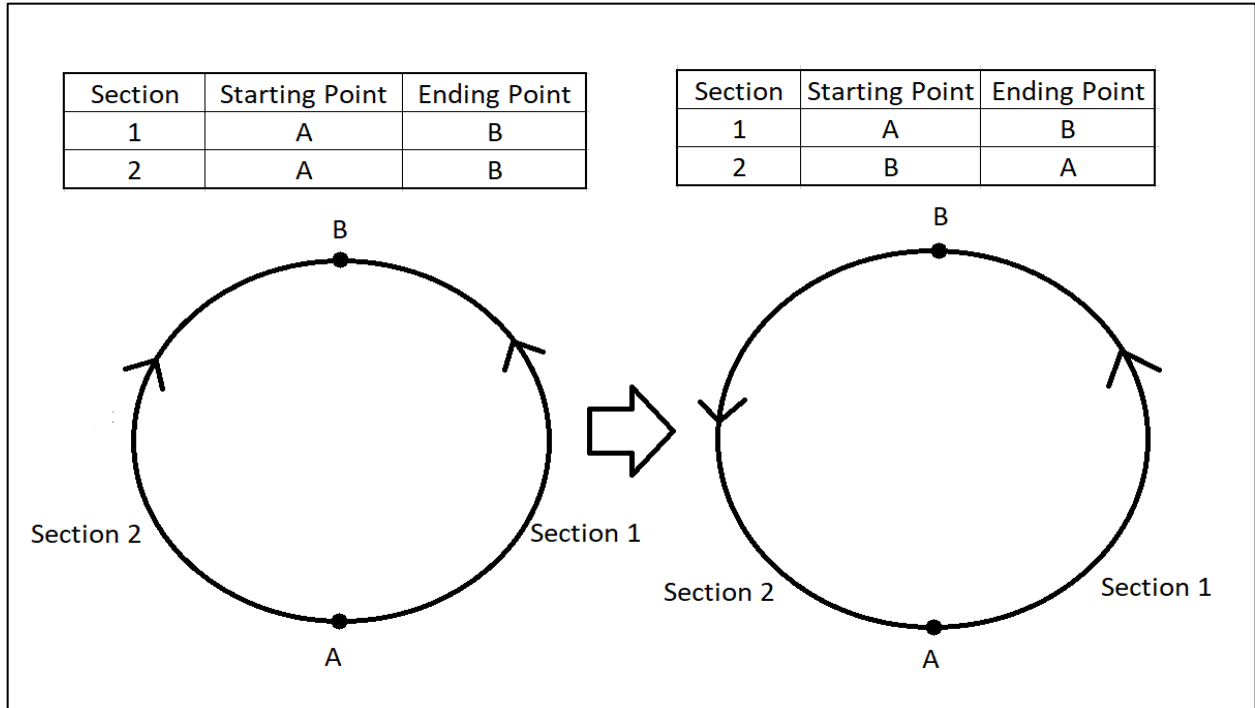 Section Starting Point Ending Point
1 A B
2 A B
B
Section 2
Section 1
A
Section Starting Point Ending Point
1 A B
2 B A
B
Section 2
Section 1
A